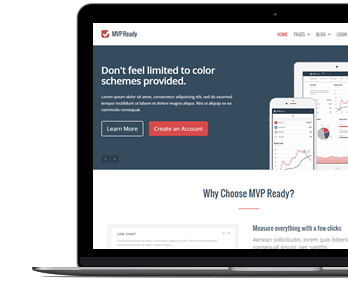 MVP Ready
HOME PAGES BLOG LOGIN
Don't feel limited to color
schemes provided.
Lorem ipsum dolor sit amet, consectetur adipisicing elit, sed do eiusmod
tempor incididunt ut labore et dolore magna aliqua. Nisi ut aliquip ex ea
commodo consequat.
Learn More
Create an Account
Why Choose MVP Ready?
LINE CHART
Measure everything with a few clicks
Aenean sollicitudin, lorem quis biben